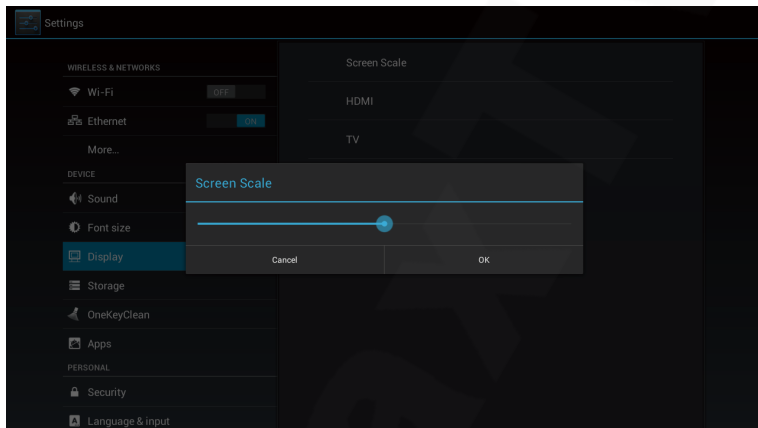 Settings
WIRELESS & NETWORKS
Wi-Fi OFF
Ethernet ON
More...
DEVICE
Sound
Font size
Display
Storage
OneKeyClean
Apps
PERSONAL
Security
Language & input
Screen Scale
HDMI
TV
Screen Scale
Cancel OK